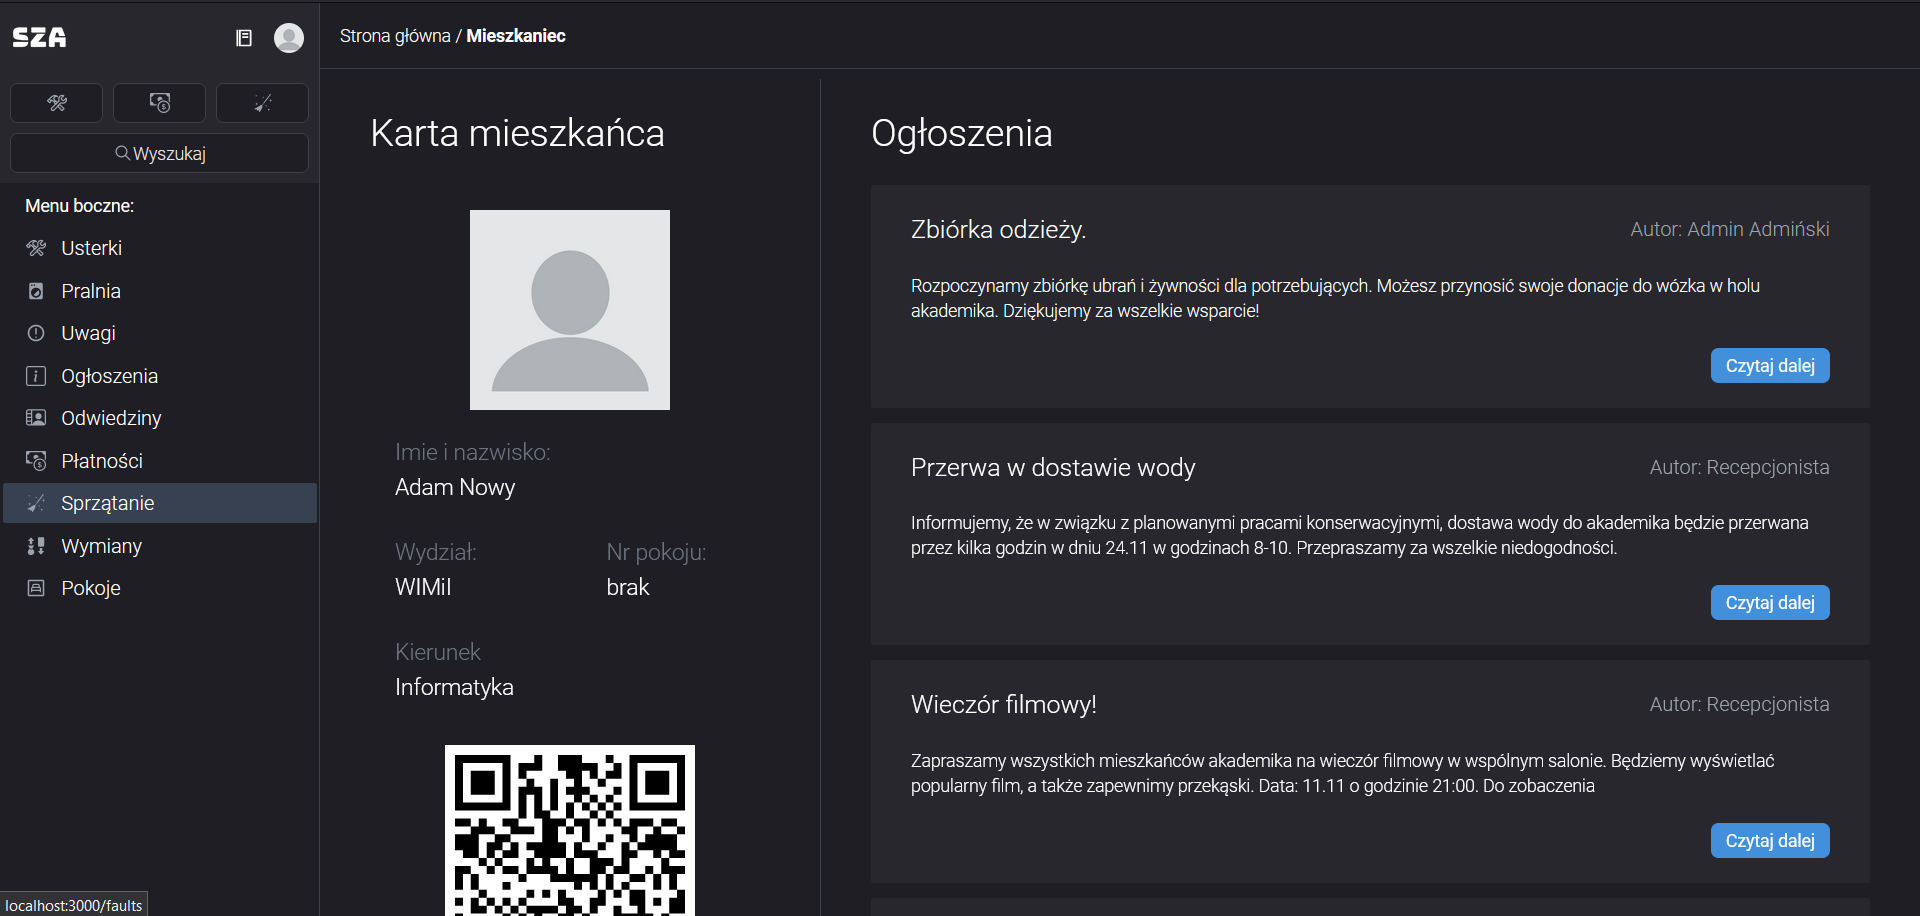 SZA
Wyszukaj
Menu boczne:
Usterki
Pralnia
Uwagi
Ogłoszenia
Odwiedziny
Płatności
Sprzątanie
Wymiany
Pokoje
localhost:3000/faults
Strona główna / Mieszkaniec
Karta mieszkańca
Imie i nazwisko:
Adam Nowy
Wydział: Nr pokoju:
WIMiI brak
Kierunek
Informatyka
Ogłoszenia
Zbiórka odzieży. Autor: Admin Admiński
Rozpoczynamy zbiórkę ubrań i żywności dla potrzebujących. Możesz przynosić swoje donacje do wózka w holu
akademika. Dziękujemy za wszelkie wsparcie!
Czytaj dalej
Przerwa w dostawie wody Autor: Recepcjonista
Informujemy, że w związku z planowanymi pracami konserwacyjnymi, dostawa wody do akademika będzie przerwana
przez kilka godzin w dniu 24.11 w godzinach 8-10. Przepraszamy za wszelkie niedogodności.
Czytaj dalej
Wieczór filmowy! Autor: Recepcjonista
Zapraszamy wszystkich mieszkańców akademika na wieczór filmowy w wspólnym salonie. Będziemy wyświetlać
popularny film, a także zapewnimy przekąski. Data: 11.11 o godzinie 21:00. Do zobaczenia
Czytaj dalej